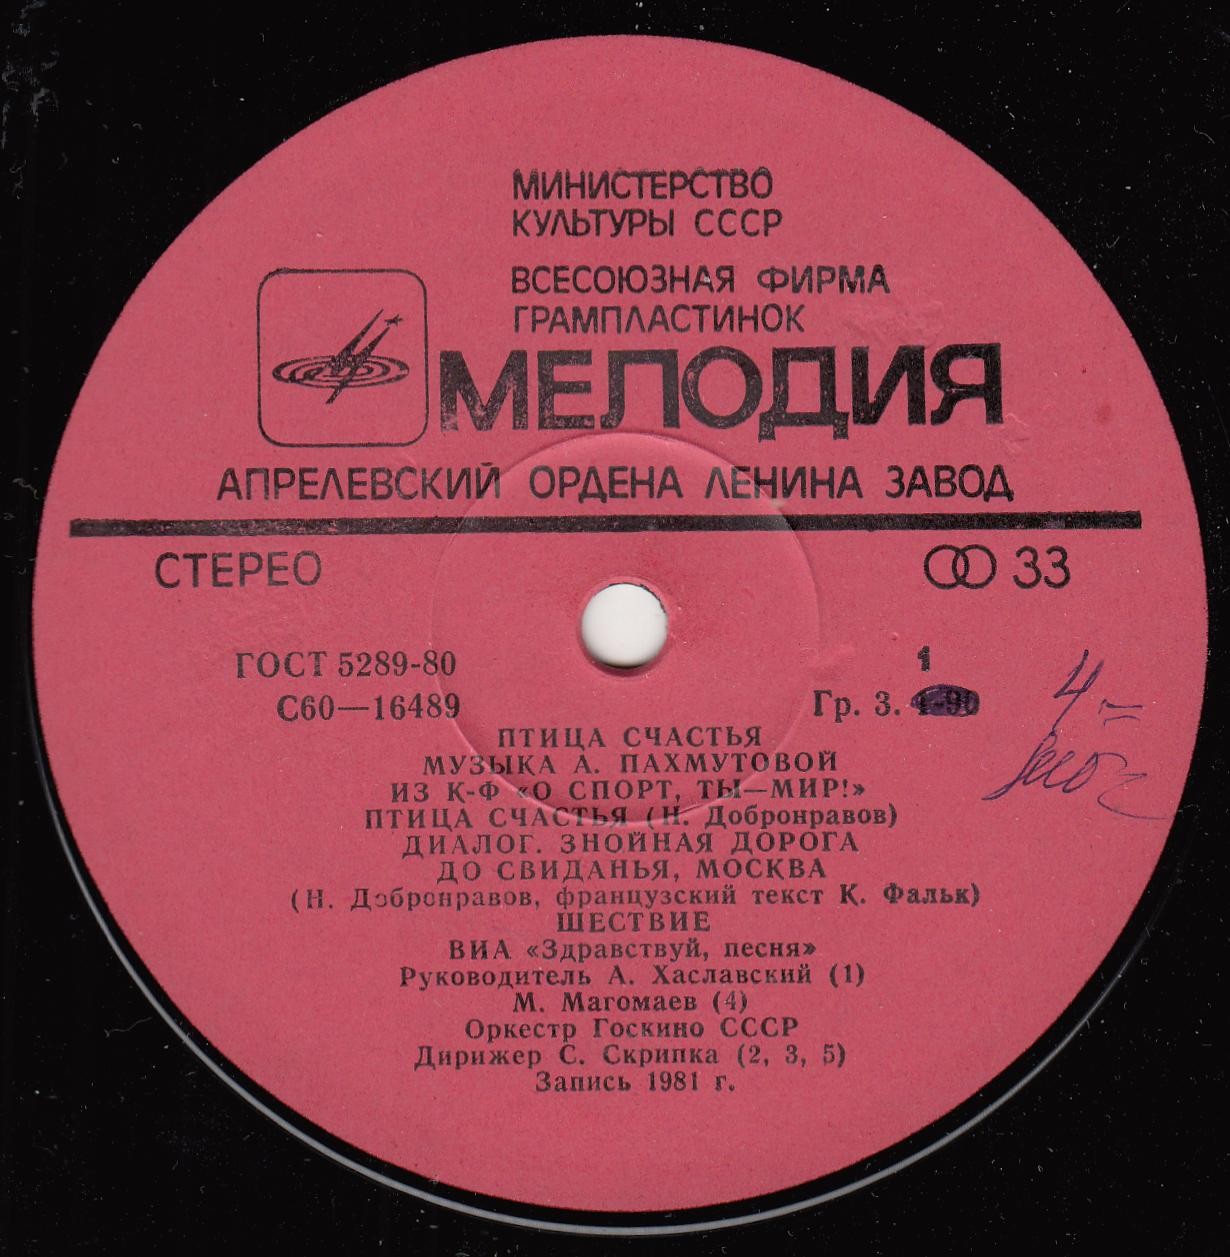 МИНИСТЕРСТВО
КУЛЬТУРЫ СССР
ВСЕСОЮЗНАЯ ФИРМА
ГРАМПЛАСТИНОК
МЕЛОДИЯ
АПРЕЛЕВСКИЙ ОРДЕНА ЛЕНИНА ЗАВОД
СТЕРЕО 33
ГОСТ 5289-80 1
С60—16489 Гр. 3. 4
ПТИЦА СЧАСТЬЯ
МУЗЫКА А. ПАХМУТОВОЙ
ИЗ К-Ф «О СПОРТ, ТЫ—МИР!»
ПТИЦА СЧАСТЬЯ (Н. Добронравов)
ДИАЛОГ. ЗНОЙНАЯ ДОРОГА
ДО СВИДАНЬЯ, МОСКВА
(Н. Добронравов, французский текст К. Фальк)
ШЕСТВИЕ
ВИА «Здравствуй, песня»
Руководитель А. Хаславский (1)
М. Магомаев (4)
Оркестр Госкино СССР
Дирижер С. Скрипка (2, 3, 5)
Запись 1981 г.